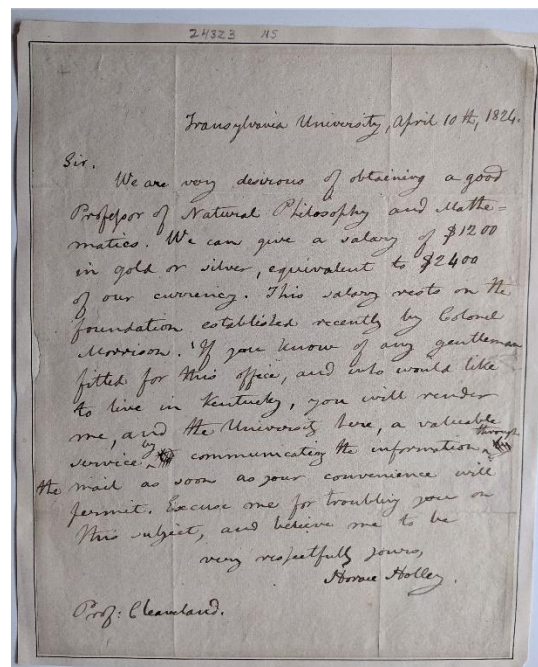 24323 NS
Transylvania University, April 10th, 1824.
Sir.
We are very desirous of obtaining a good
Professor of Natural Philosophy and Mathe=
matics. We can give a salary of $1200
in gold or silver, equivalent to $2400
of our currency. This salary rests on the
foundation established recently by Colonel
Morrison. If you know of any gentleman
fitted for this office, and who would like
to live in Kentucky, you will render
me, and the University here, a valuable
service by communicating the information through
the mail as soon as your convenience will
permit. Excuse me for troubling you on
this subject, and believe me to be
very respectfully yours,
Horace Holley.
Prof: Cleaveland.